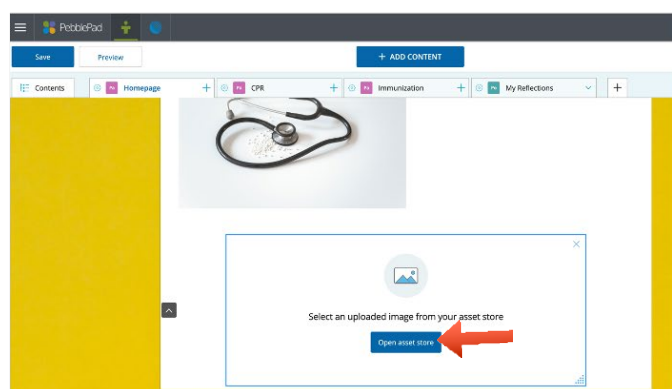 PebblePad
Save
Preview
+ ADD CONTENT
Contents
Homepage
CPR
Immunization
My Reflections
Select an uploaded image from your asset store
Open asset store